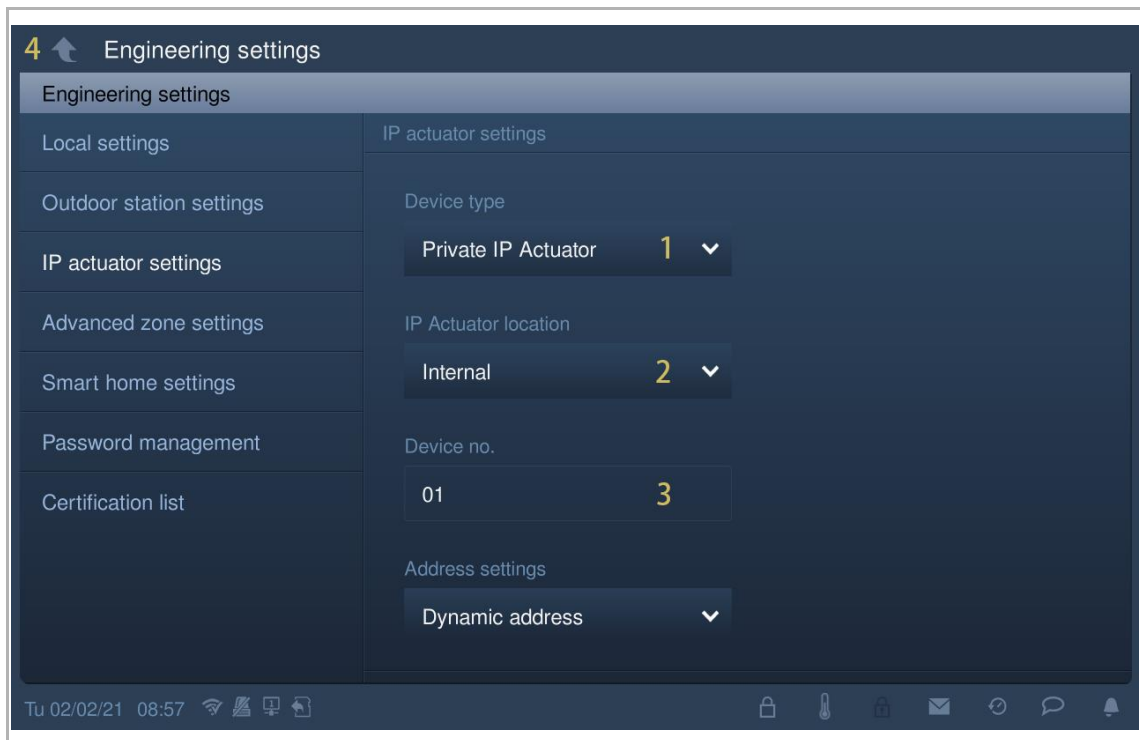 4 Engineering settings
Engineering settings
Local settings
Outdoor station settings
IP actuator settings
Advanced zone settings
Smart home settings
Password management
Certification list
IP actuator settings
Device type
Private IP Actuator 1
IP Actuator location
Internal 2
Device no.
01 3
Address settings
Dynamic address
Tu 02/02/21 08:57